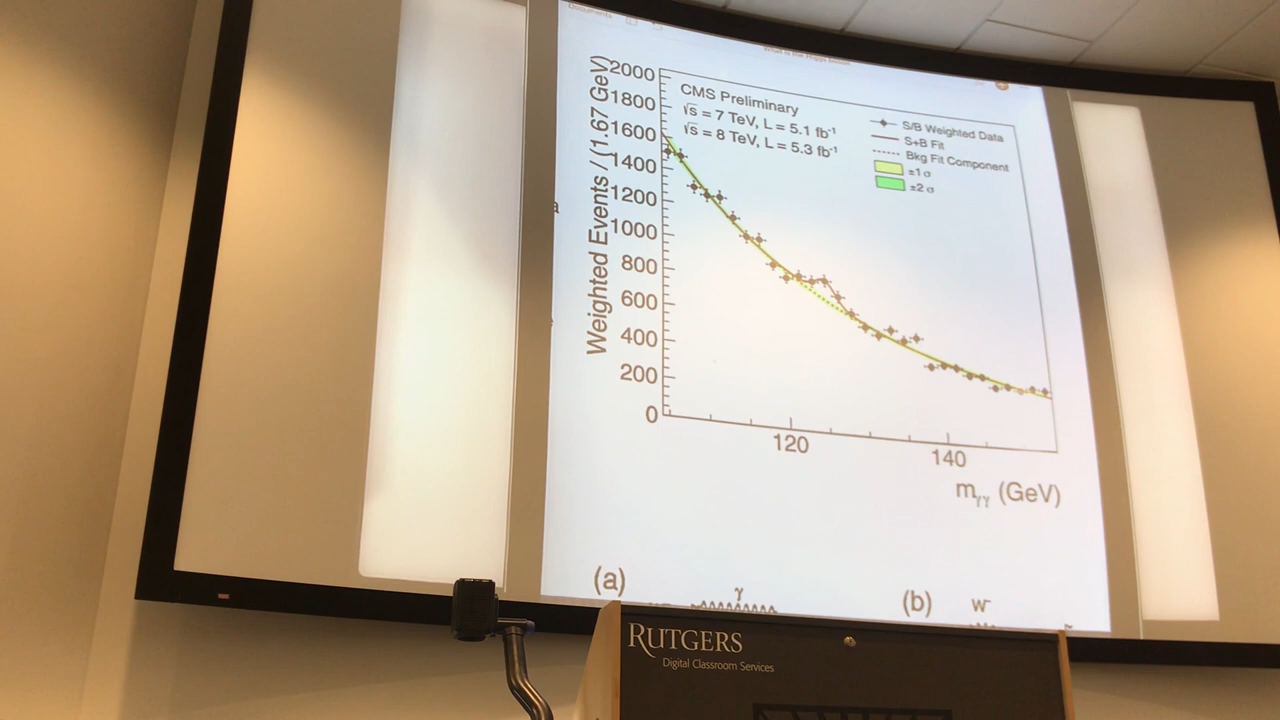 Documents
CMS Preliminary
√s = 7 TeV, L = 5.1 fb⁻¹
√s = 8 TeV, L = 5.3 fb⁻¹
S/B Weighted Data
S+B Fit
Bkg Fit Component
±1 σ
±2 σ
Weighted Events / (1.67 GeV)
2000
1800
1600
1400
1200
1000
800
600
400
200
0
120
140
mγγ (GeV)
(a)
γ
(b)
W⁻
RUTGERS
Digital Classroom Services